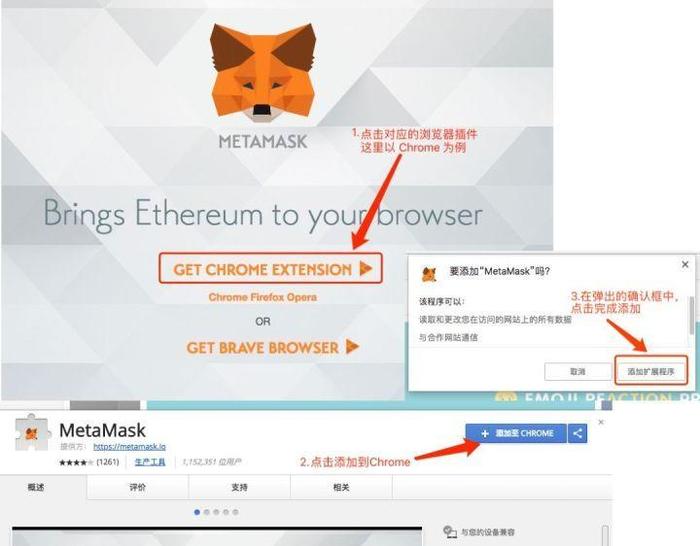 METAMASK
1.点击对应的浏览器插件
这里以 Chrome 为例
Brings Ethereum to your browser
GET CHROME EXTENSION
Chrome Firefox Opera
OR
GET BRAVE BROWSER
要添加“MetaMask”吗?
该程序可以:
读取和更改您在访问的网站上的所有数据
与合作网站通信
3.在弹出的确认框中,
点击完成添加
取消
添加扩展程序
EMOJI REACTION PR
MetaMask
提供方: https://metamask.io
(1261)
生产工具
1,152,351 位用户
+ 添加至 CHROME
2.点击添加到Chrome
概述
评价
支持
相关
与您的设备兼容